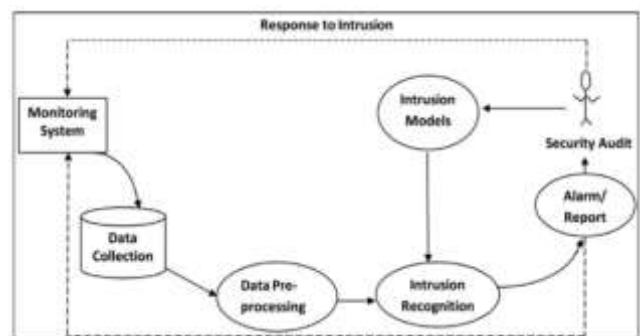 Response to Intrusion
Monitoring
System
Intrusion
Models
Security Audit
Alarm/
Report
Data
Collection
Data Pre-
processing
Intrusion
Recognition